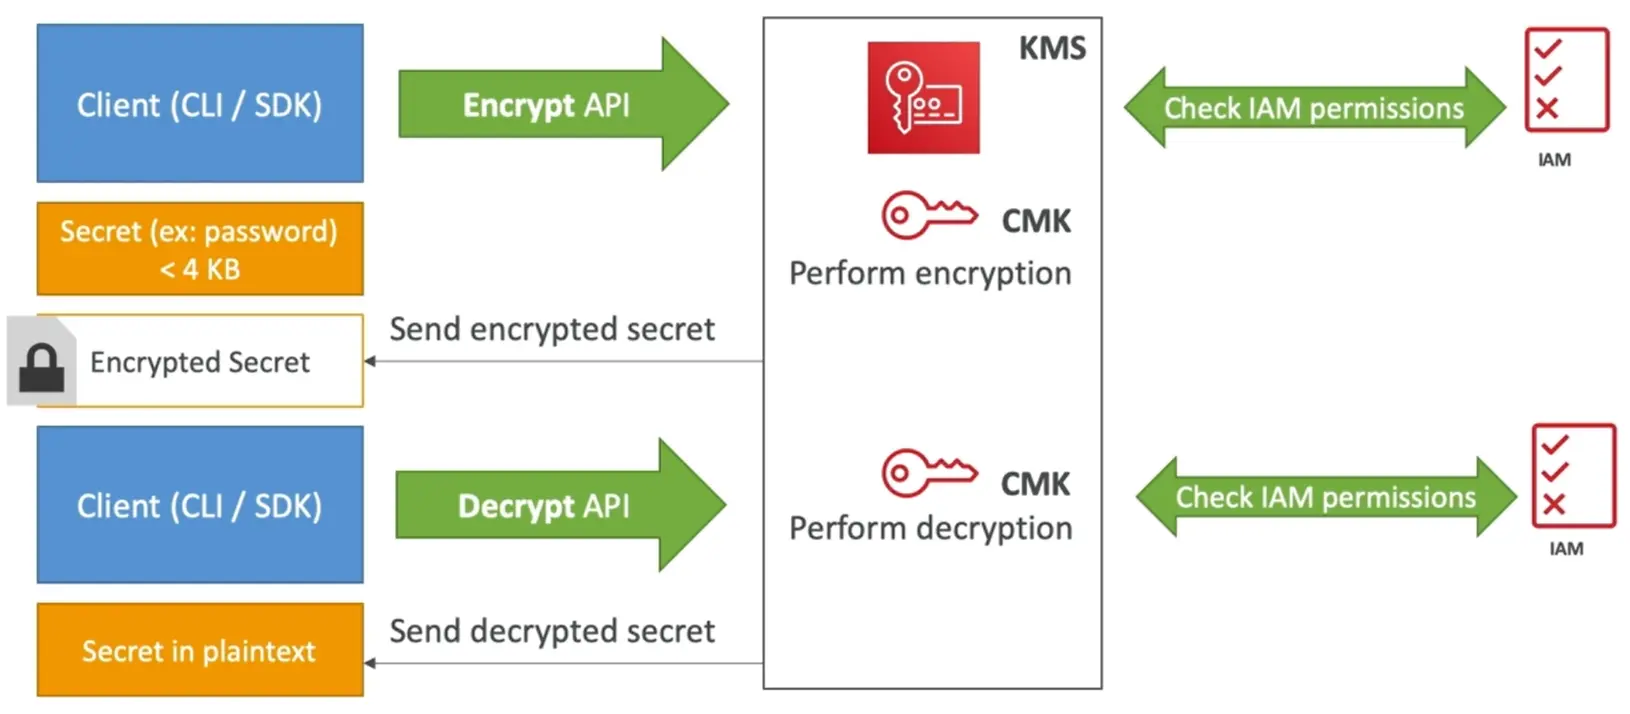 Client (CLI / SDK)
Encrypt API
KMS
Check IAM permissions
IAM
Secret (ex: password)
< 4 KB
CMK
Perform encryption
Send encrypted secret
Encrypted Secret
Client (CLI / SDK)
Decrypt API
CMK
Perform decryption
Check IAM permissions
IAM
Send decrypted secret
Secret in plaintext